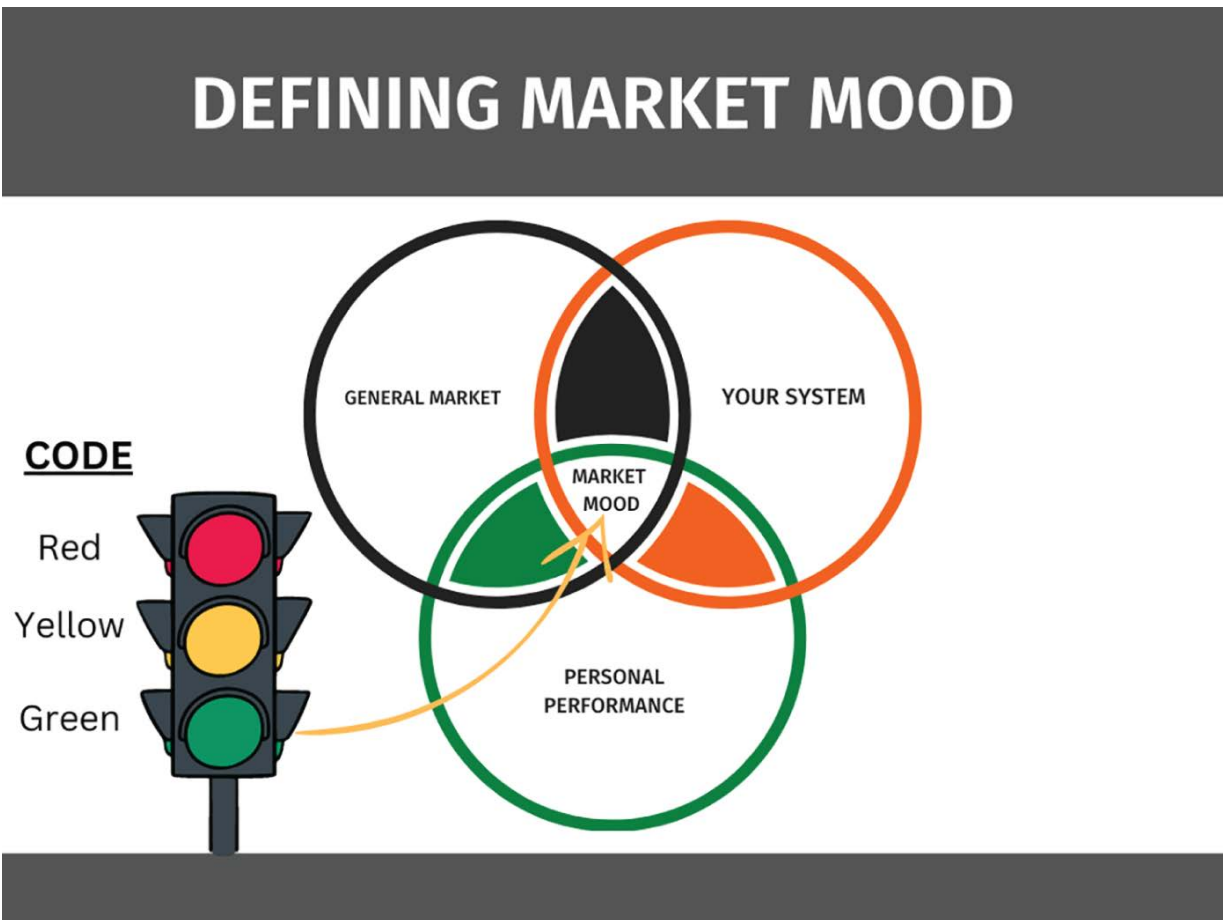 DEFINING MARKET MOOD
GENERAL MARKET
YOUR SYSTEM
CODE
MARKET
MOOD
Red
Yellow
PERSONAL
PERFORMANCE
Green